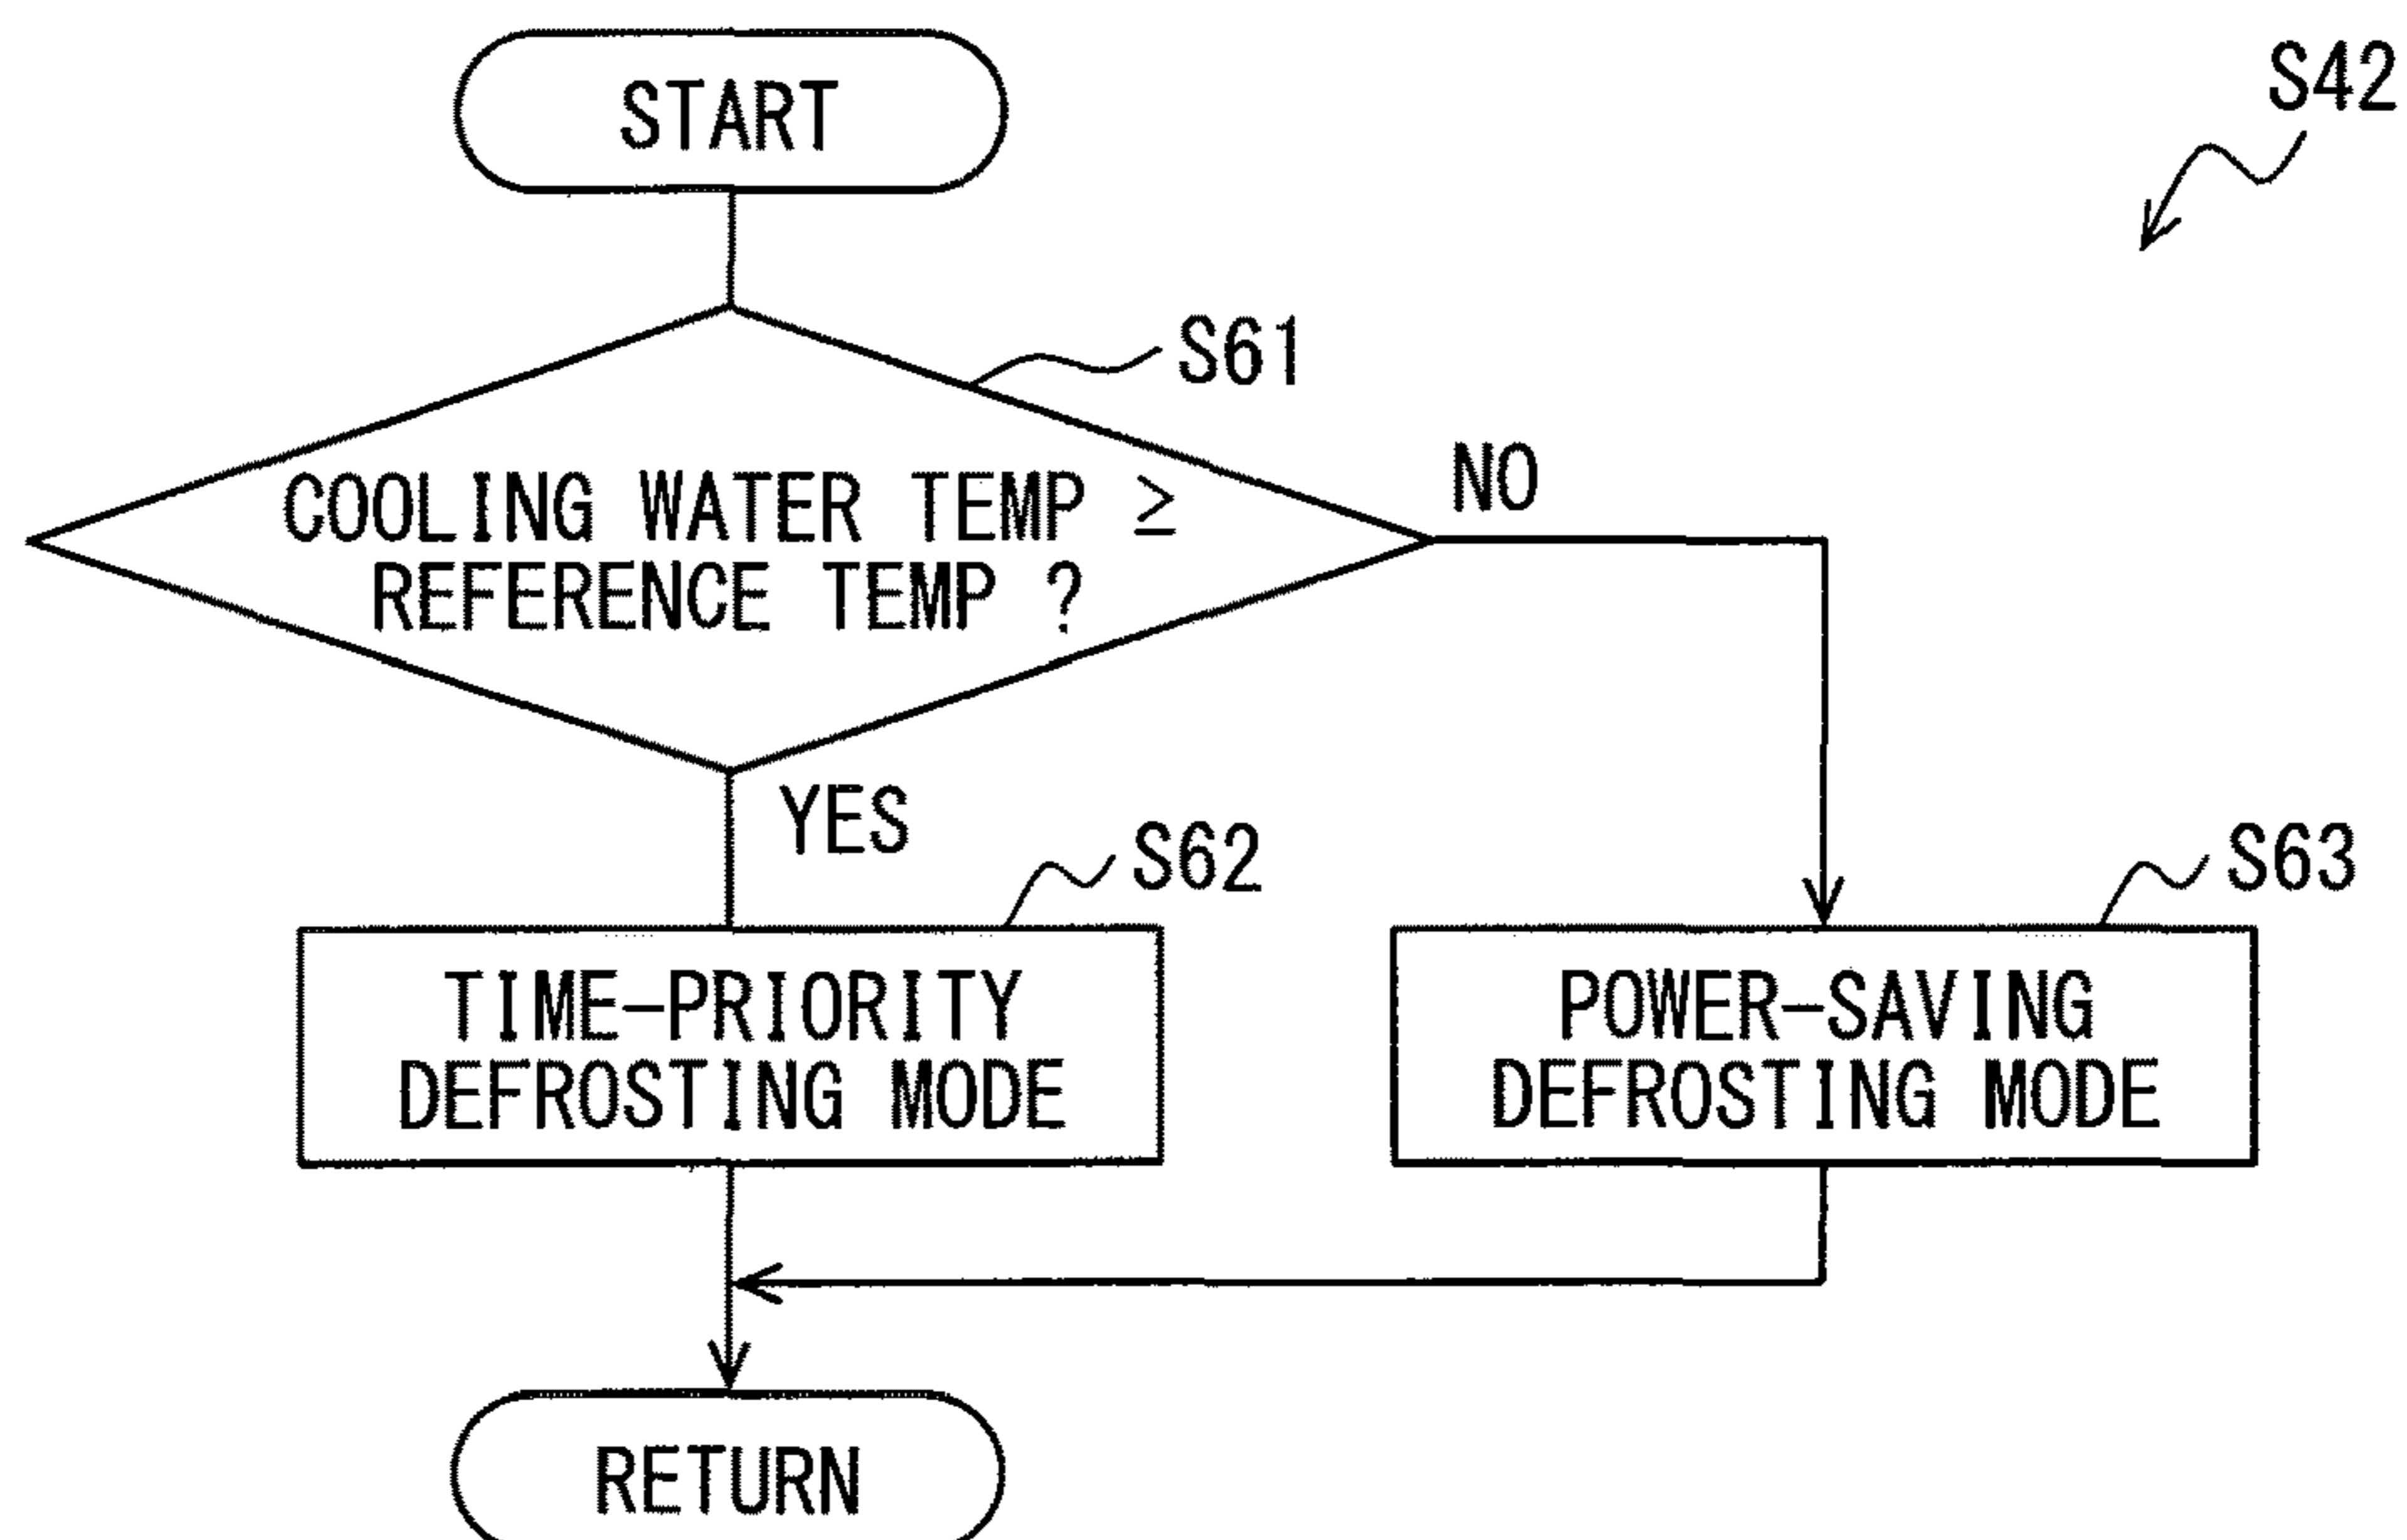 START
S42
S61
COOLING WATER TEMP ≥
REFERENCE TEMP ?
NO
YES
S62
S63
TIME-PRIORITY
DEFROSTING MODE
POWER-SAVING
DEFROSTING MODE
RETURN